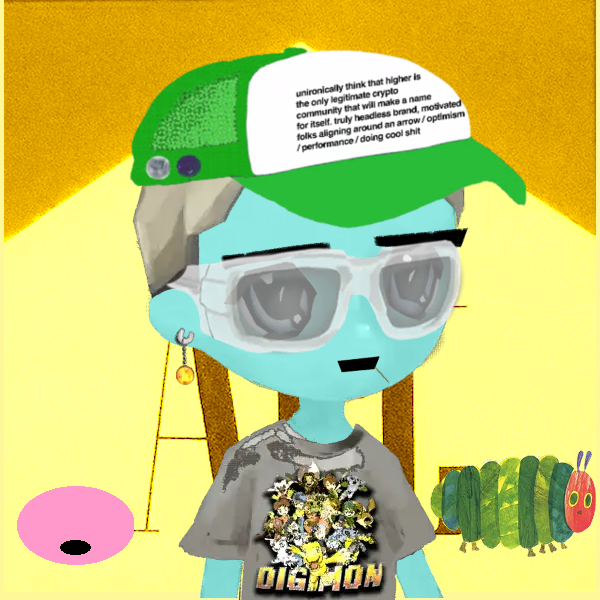 unironically think that higher is
the only legitimate crypto
community that will make a name
for itself. truly headless brand, motivated
folks aligning around an arrow / optimism
/ performance / doing cool shit
DIGIMON